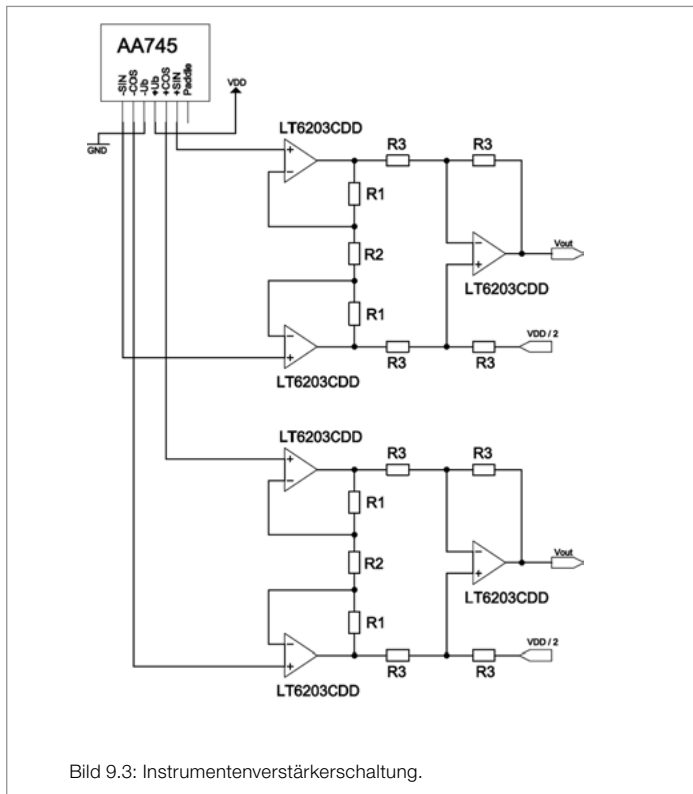 AA745
-SIN
-COS
-Ub
+Ub
+COS
+SIN
Paddle
VDD
GND
LT6203CDD
R3
R3
+
-
R1
R2
Vout
-
+
LT6203CDD
R1
-
+
VDD / 2
R3
R3
LT6203CDD
LT6203CDD
R3
R3
+
-
R1
R2
Vout
-
+
LT6203CDD
R1
-
+
VDD / 2
R3
R3
LT6203CDD
Bild 9.3: Instrumentenverstärkerschaltung.